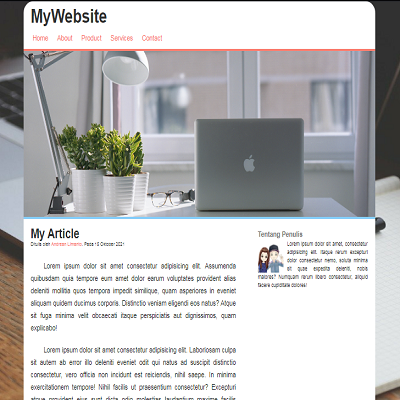 MyWebsite
Home About Product Services Contact
My Article
Ditulis oleh Andrean Limanto. Pada 18 Oktober 2021
Lorem ipsum dolor sit amet consectetur adipisicing elit. Assumenda
quibusdam quia tempore eum amet dolor earum voluptates provident alias
deleniti mollitia quos tempora impedit similique, quam asperiores in eveniet
aliquam quidem ducimus corporis. Distinctio veniam eligendi eos natus? Atque
sit fuga minima velit obcaecati itaque perspiciatis aut dignissimos, quam
explicabo!
Lorem ipsum dolor sit amet consectetur adipisicing elit. Laboriosam culpa
sit autem ab error illo deleniti eveniet odit qui natus quod suscipit distinctio
consectetur, vero officia non incidunt est reiciendis, nihil saepe. In minima
exercitationem tempore! Nihil facilis ut praesentium consectetur? Excepturi
atque provident eius sunt dicta odio molestias laudantium maxime facilis
Tentang Penulis
Lorem ipsum dolor sit amet, consectetur
adipisicing elit. Itaque rerum excepturi
dolor consectetur nemo, soluta minima
sit quae expedita deleniti, nobis
maiores? Numquam rerum libero consectetur, aliquid
facere cupiditate dolores!